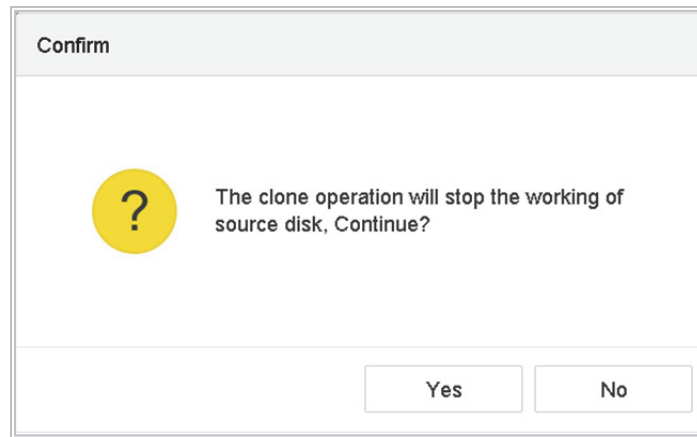 Confirm
?
The clone operation will stop the working of
source disk, Continue?
Yes
No